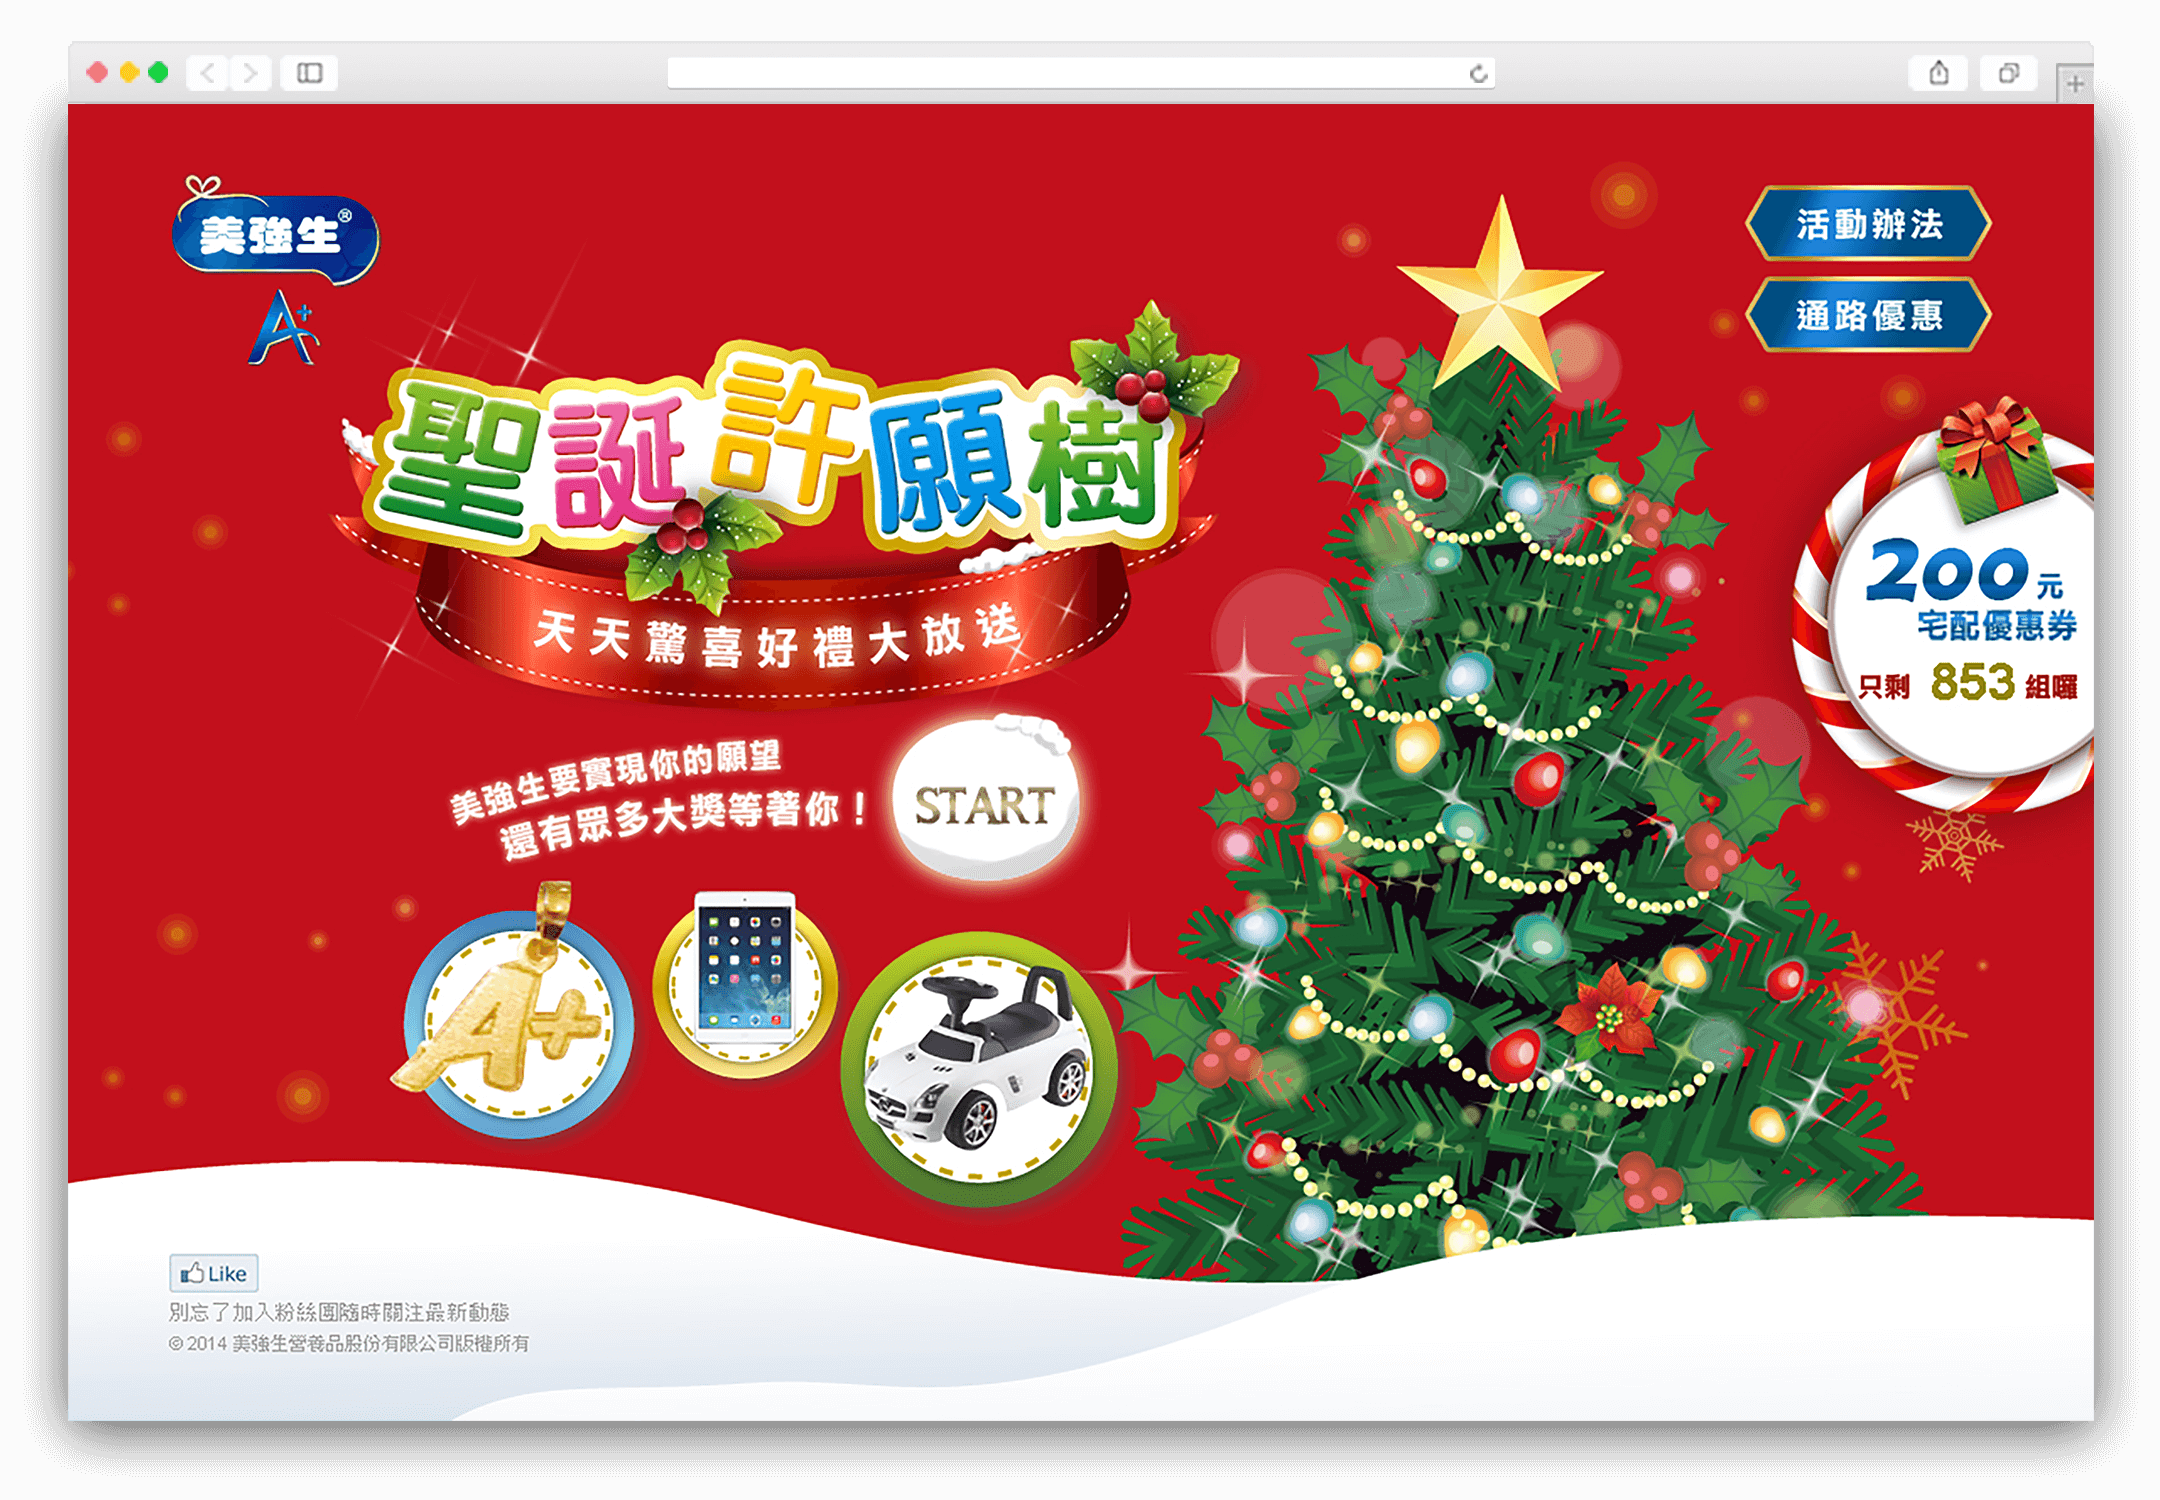 美強生®
A+
活動辦法
通路優惠
聖誕許願樹
天天驚喜好禮大放送
200元
宅配優惠券
只剩 853 組囉
美強生要實現你的願望
還有眾多大獎等著你！
START
A+
Like
別忘了加入粉絲團隨時關注最新動態
© 2014 美強生營養品股份有限公司版權所有